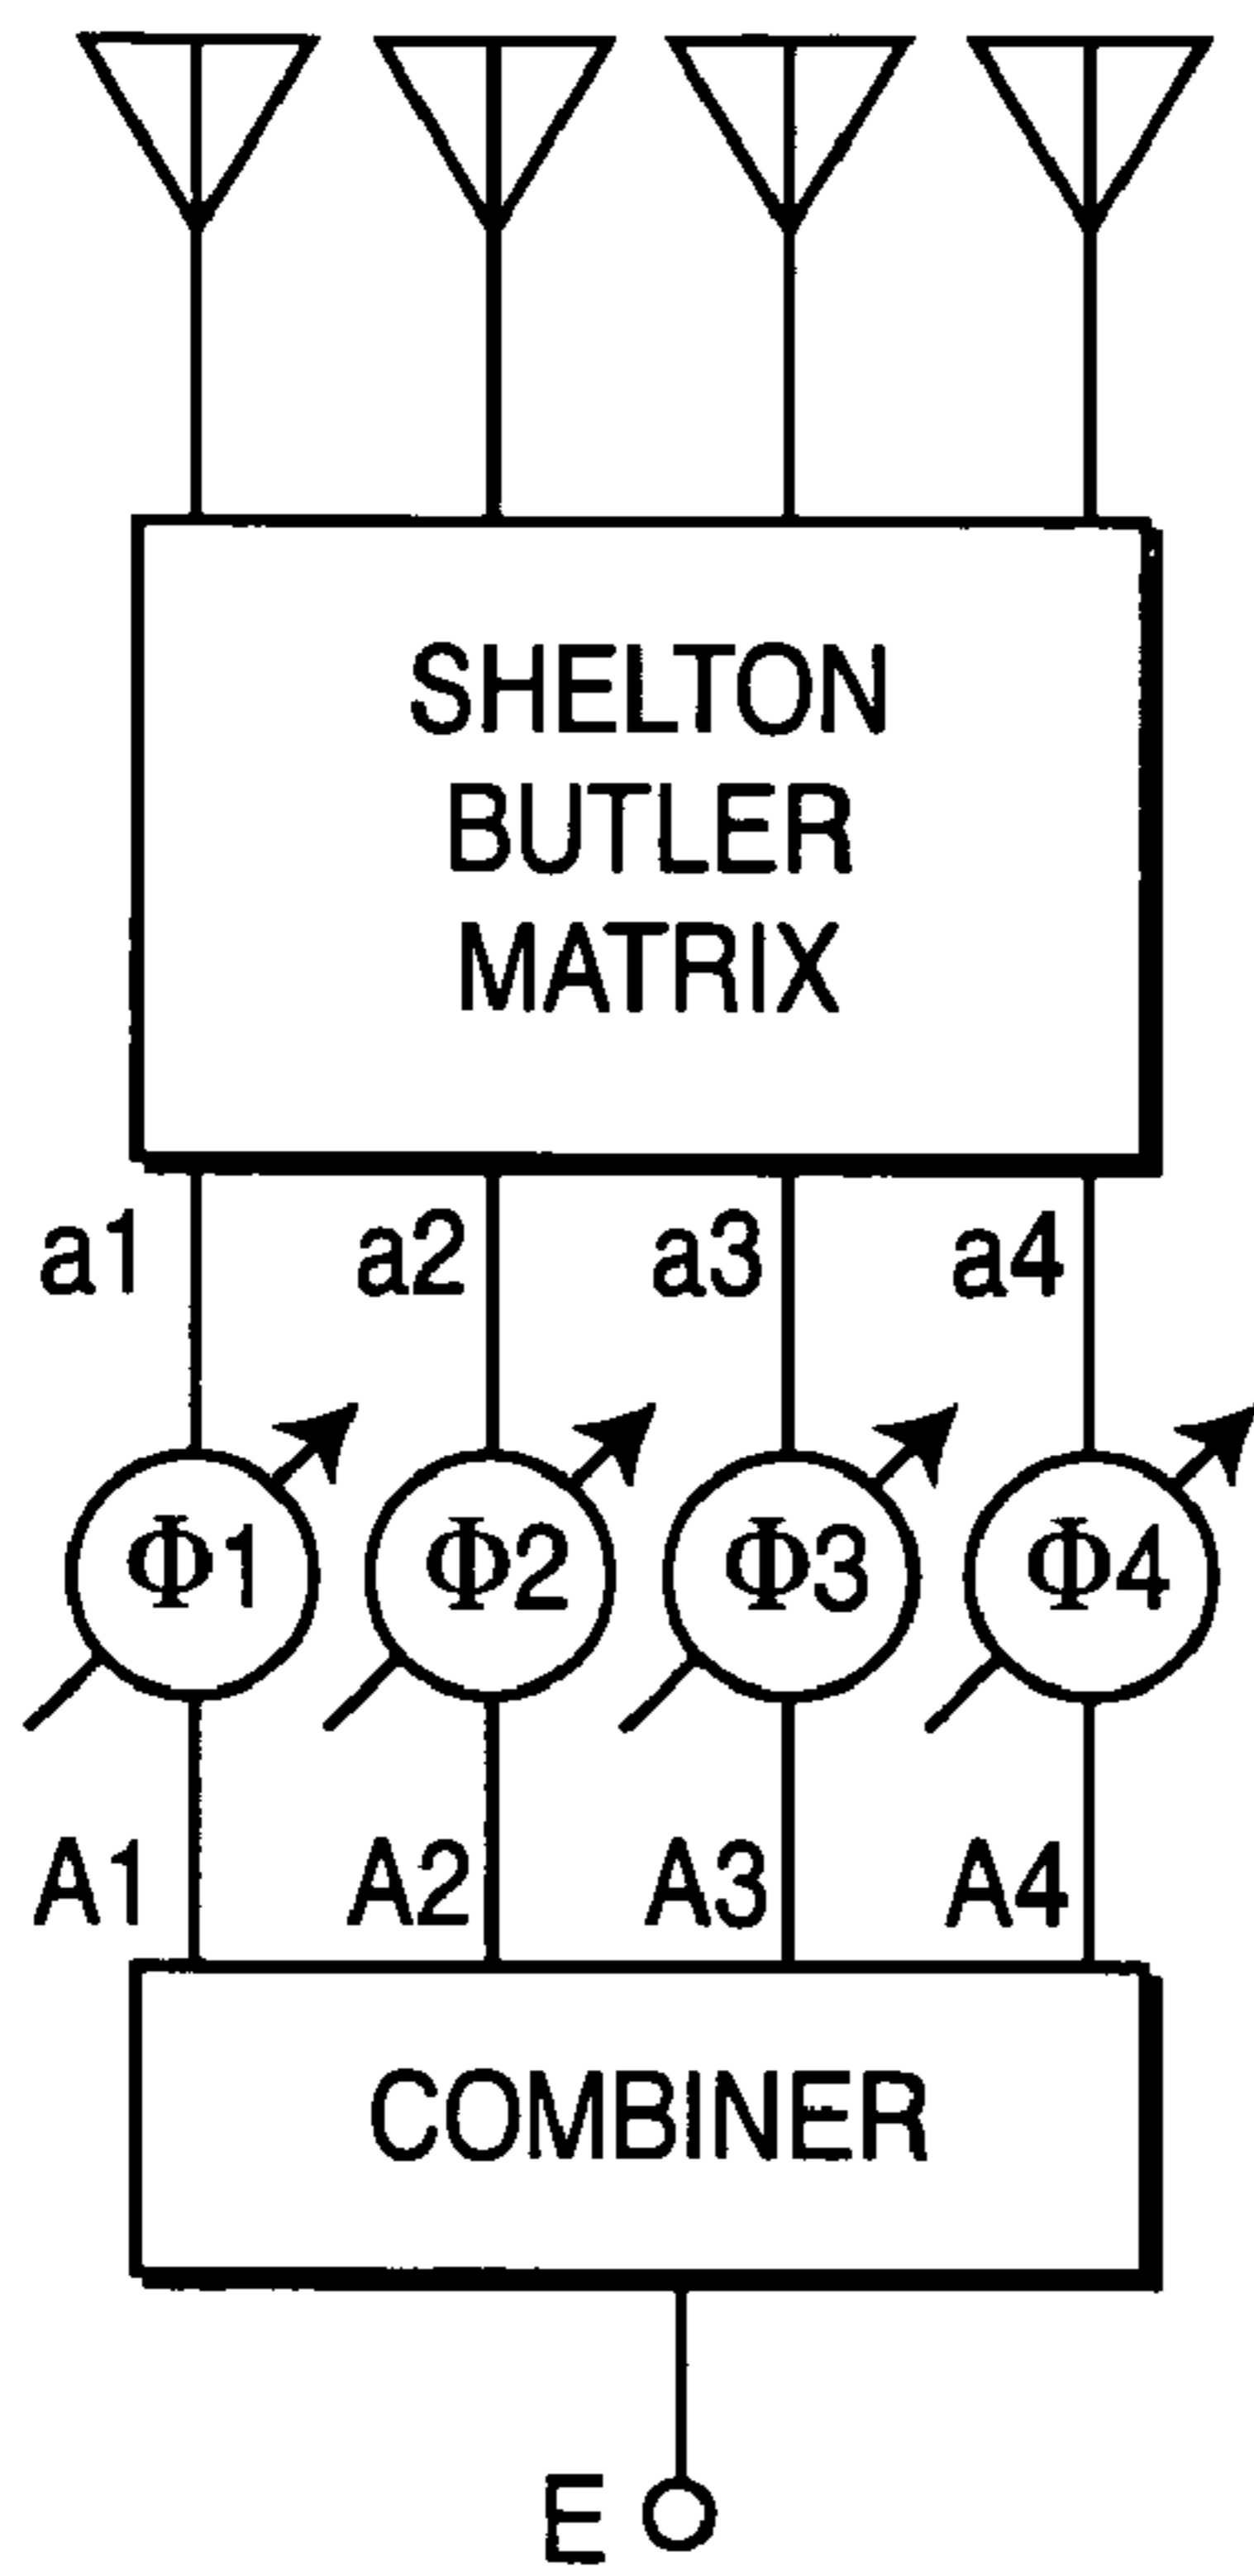 SHELTON
BUTLER
MATRIX
a1 a2 a3 a4
Φ1 Φ2 Φ3 Φ4
A1 A2 A3 A4
COMBINER
E